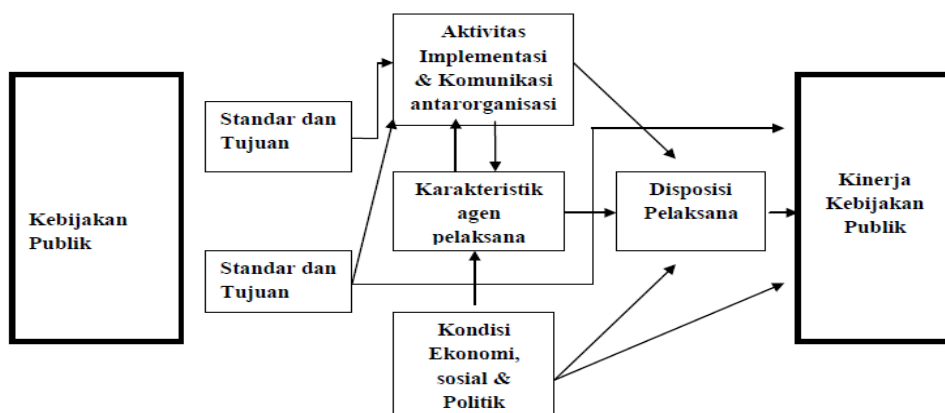 Kebijakan
Publik
Standar dan
Tujuan
Standar dan
Tujuan
Aktivitas
Implementasi
& Komunikasi
antarorganisasi
Karakteristik
agen
pelaksana
Kondisi
Ekonomi,
sosial &
Politik
Disposisi
Pelaksana
Kinerja
Kebijakan
Publik